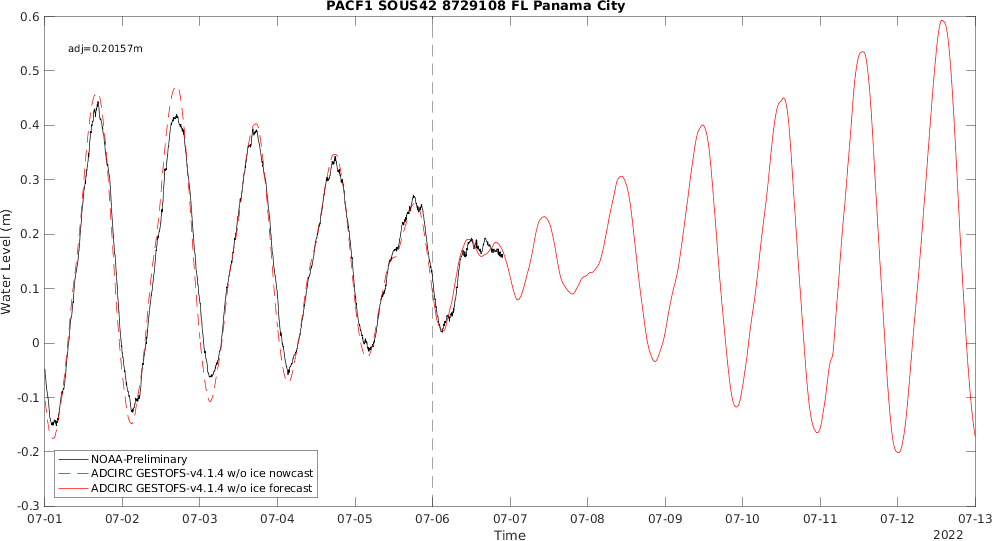 PACF1 SOUS42 8729108 FL Panama City
adj=0.20157m
Water Level (m)
0.6
0.5
0.4
0.3
0.2
0.1
0
-0.1
-0.2
-0.3
NOAA-Preliminary
ADCIRC GESTOFS-v4.1.4 w/o ice nowcast
ADCIRC GESTOFS-v4.1.4 w/o ice forecast
07-01 07-02 07-03 07-04 07-05 07-06 07-07 07-08 07-09 07-10 07-11 07-12 07-13
Time
2022